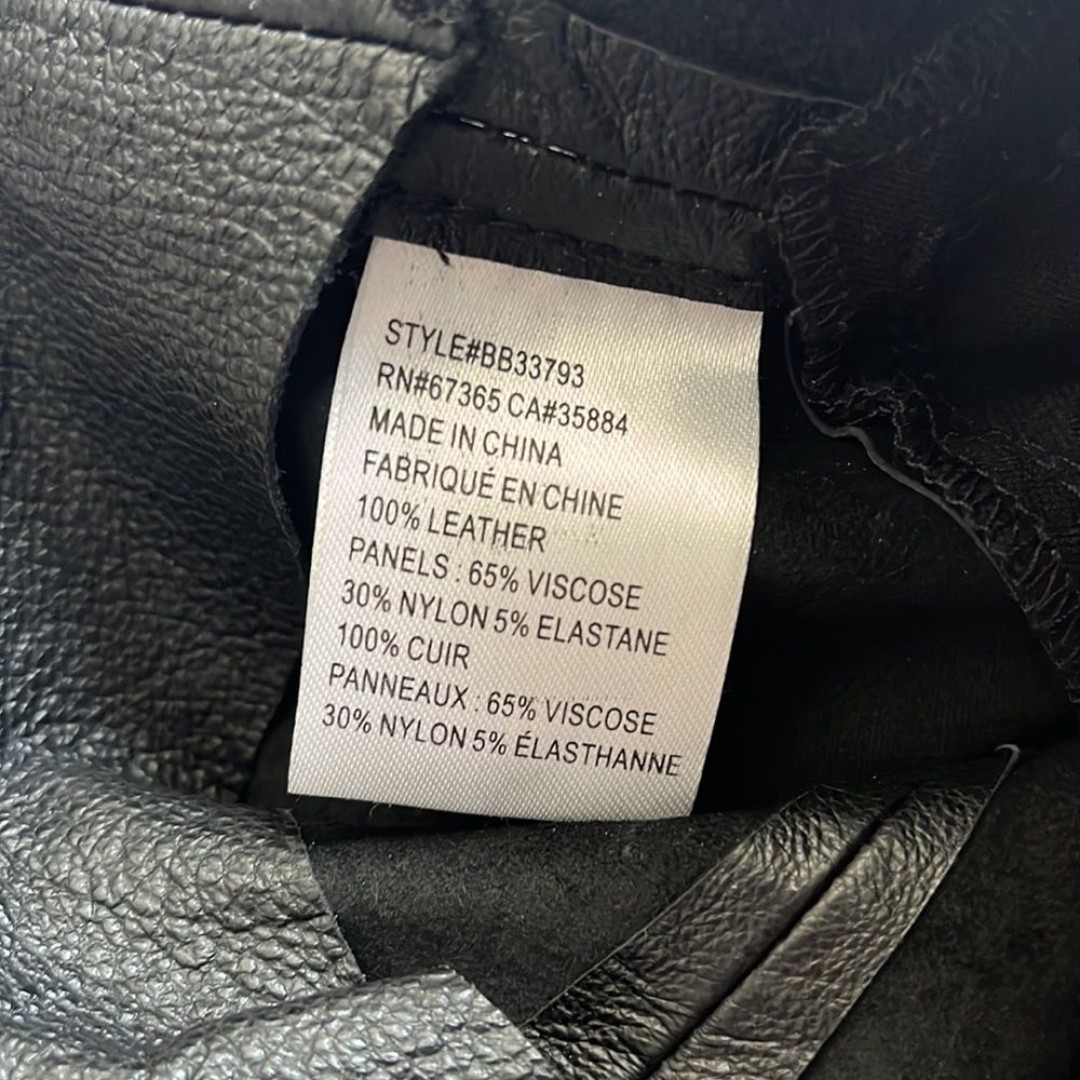 STYLE#BB33793
RN#67365 CA#35884
MADE IN CHINA
FABRIQUÉ EN CHINE
100% LEATHER
PANELS : 65% VISCOSE
30% NYLON 5% ELASTANE
100% CUIR
PANNEAUX : 65% VISCOSE
30% NYLON 5% ÉLASTHANNE